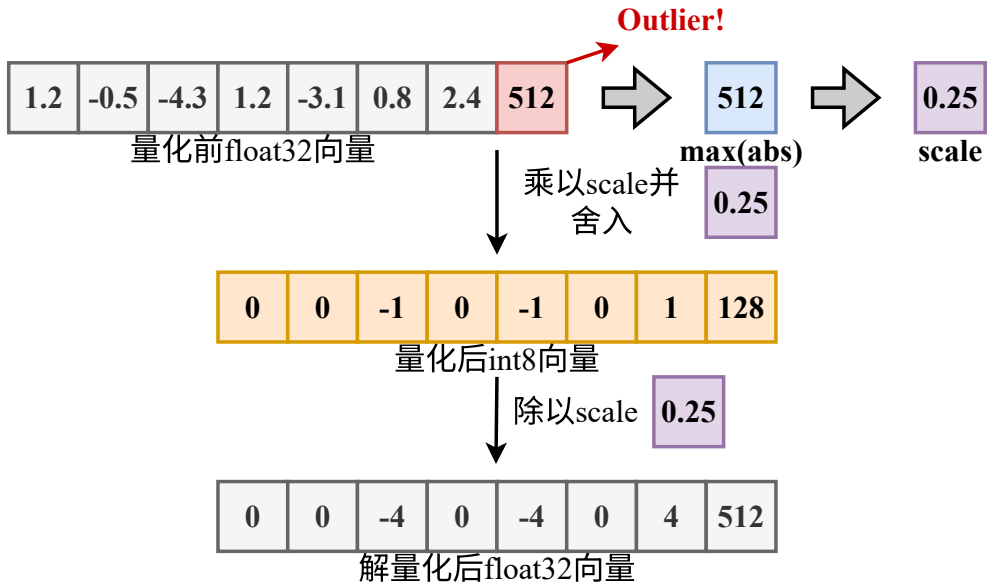 Outlier!
1.2 -0.5 -4.3 1.2 -3.1 0.8 2.4 512
512
0.25
量化前float32向量
max(abs)
scale
乘以scale并
舍入
0.25
0 0 -1 0 -1 0 1 128
量化后int8向量
除以scale
0.25
0 0 -4 0 -4 0 4 512
解量化后float32向量